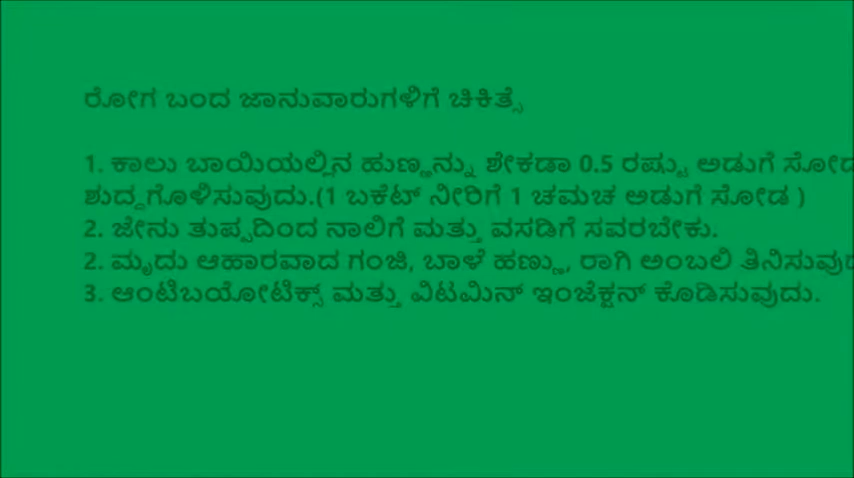 ರೋಗ ಬಂದ ಜಾನುವಾರುಗಳಿಗೆ ಚಿಕಿತ್ಸೆ
1. ಕಾಲು ಬಾಯಿಯಲ್ಲಿನ ಹುಣ್ಣನ್ನು ಶೇಕಡಾ 0.5 ರಷ್ಟು ಅಡುಗೆ
ಶುದ್ದಗೊಳಿಸುವುದು.(1 ಬಕೆಟ್ ನೀರಿಗೆ 1 ಚಮಚ ಅಡುಗೆ ಸೋಡ )
2. ಜೇನು ತುಪ್ಪದಿಂದ ನಾಲಿಗೆ ಮತ್ತು ವಸಡಿಗೆ ಸವರಬೇಕು.
2. ಮೃದು ಆಹಾರವಾದ ಗಂಜಿ, ಬಾಳೆ ಹಣ್ಣು, ರಾಗಿ ಅಂಬಲಿ
3. ಆಂಟಿಬಯೋಟಿಕ್ಸ್ ಮತ್ತು ವಿಟಮಿನ್ ಇಂಜೆಕ್ಷನ್ ಕೊಡಿಸುವುದು.